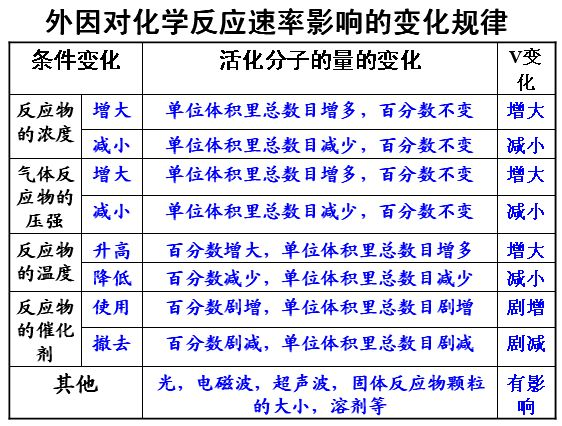 外因对化学反应速率影响的变化规律
条件变化 活化分子的量的变化 V变
化
反应物
的浓度
增大 单位体积里总数目增多，百分数不变 增大
减小 单位体积里总数目减少，百分数不变 减小
气体反
应物的
压强
增大 单位体积里总数目增多，百分数不变 增大
减小 单位体积里总数目减少，百分数不变 减小
反应物
的温度
升高 百分数增大，单位体积里总数目增多 增大
降低 百分数减少，单位体积里总数目减少 减小
反应物
的催化
剂
使用 百分数剧增，单位体积里总数目剧增 剧增
撤去 百分数剧减，单位体积里总数目剧减 剧减
其他 光，电磁波，超声波，固体反应物颗粒
的大小，溶剂等
有影
响